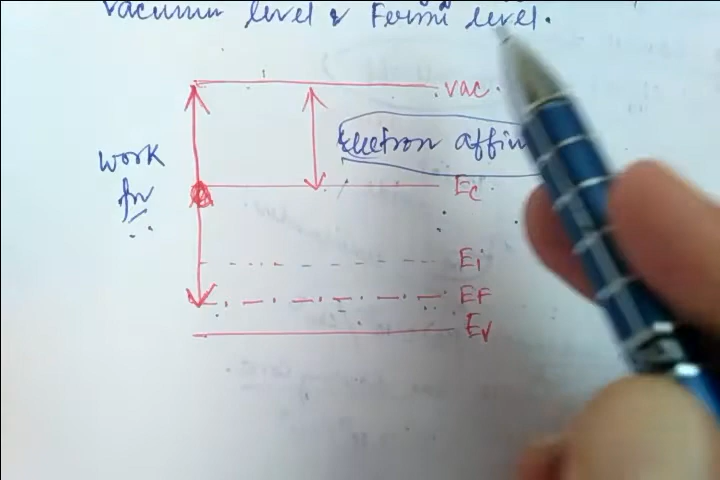 Vacuum level & Fermi level.
vac.
Electron affin
work
fn
Ec
Ei
EF
Ev